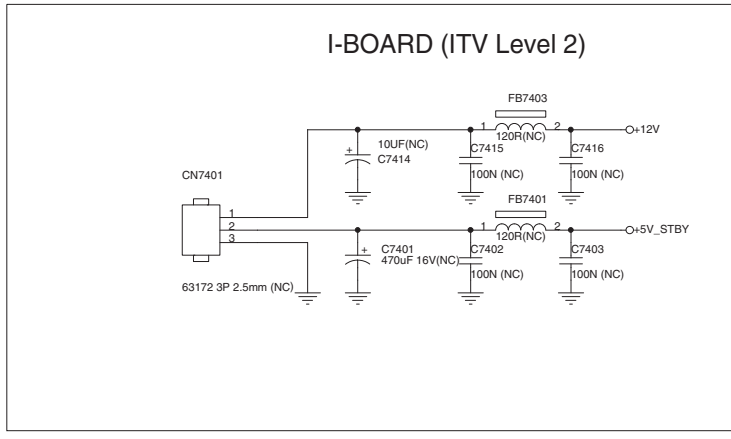 I-BOARD (ITV Level 2)
FB7403
1 2
120R(NC)
+12V
10UF(NC)
+
C7414
C7415
C7416
100N (NC)
100N (NC)
CN7401
1
2
3
FB7401
1 2
120R(NC)
+5V_STBY
+
C7401
470uF 16V(NC)
C7402
C7403
100N (NC)
100N (NC)
63172 3P 2.5mm (NC)